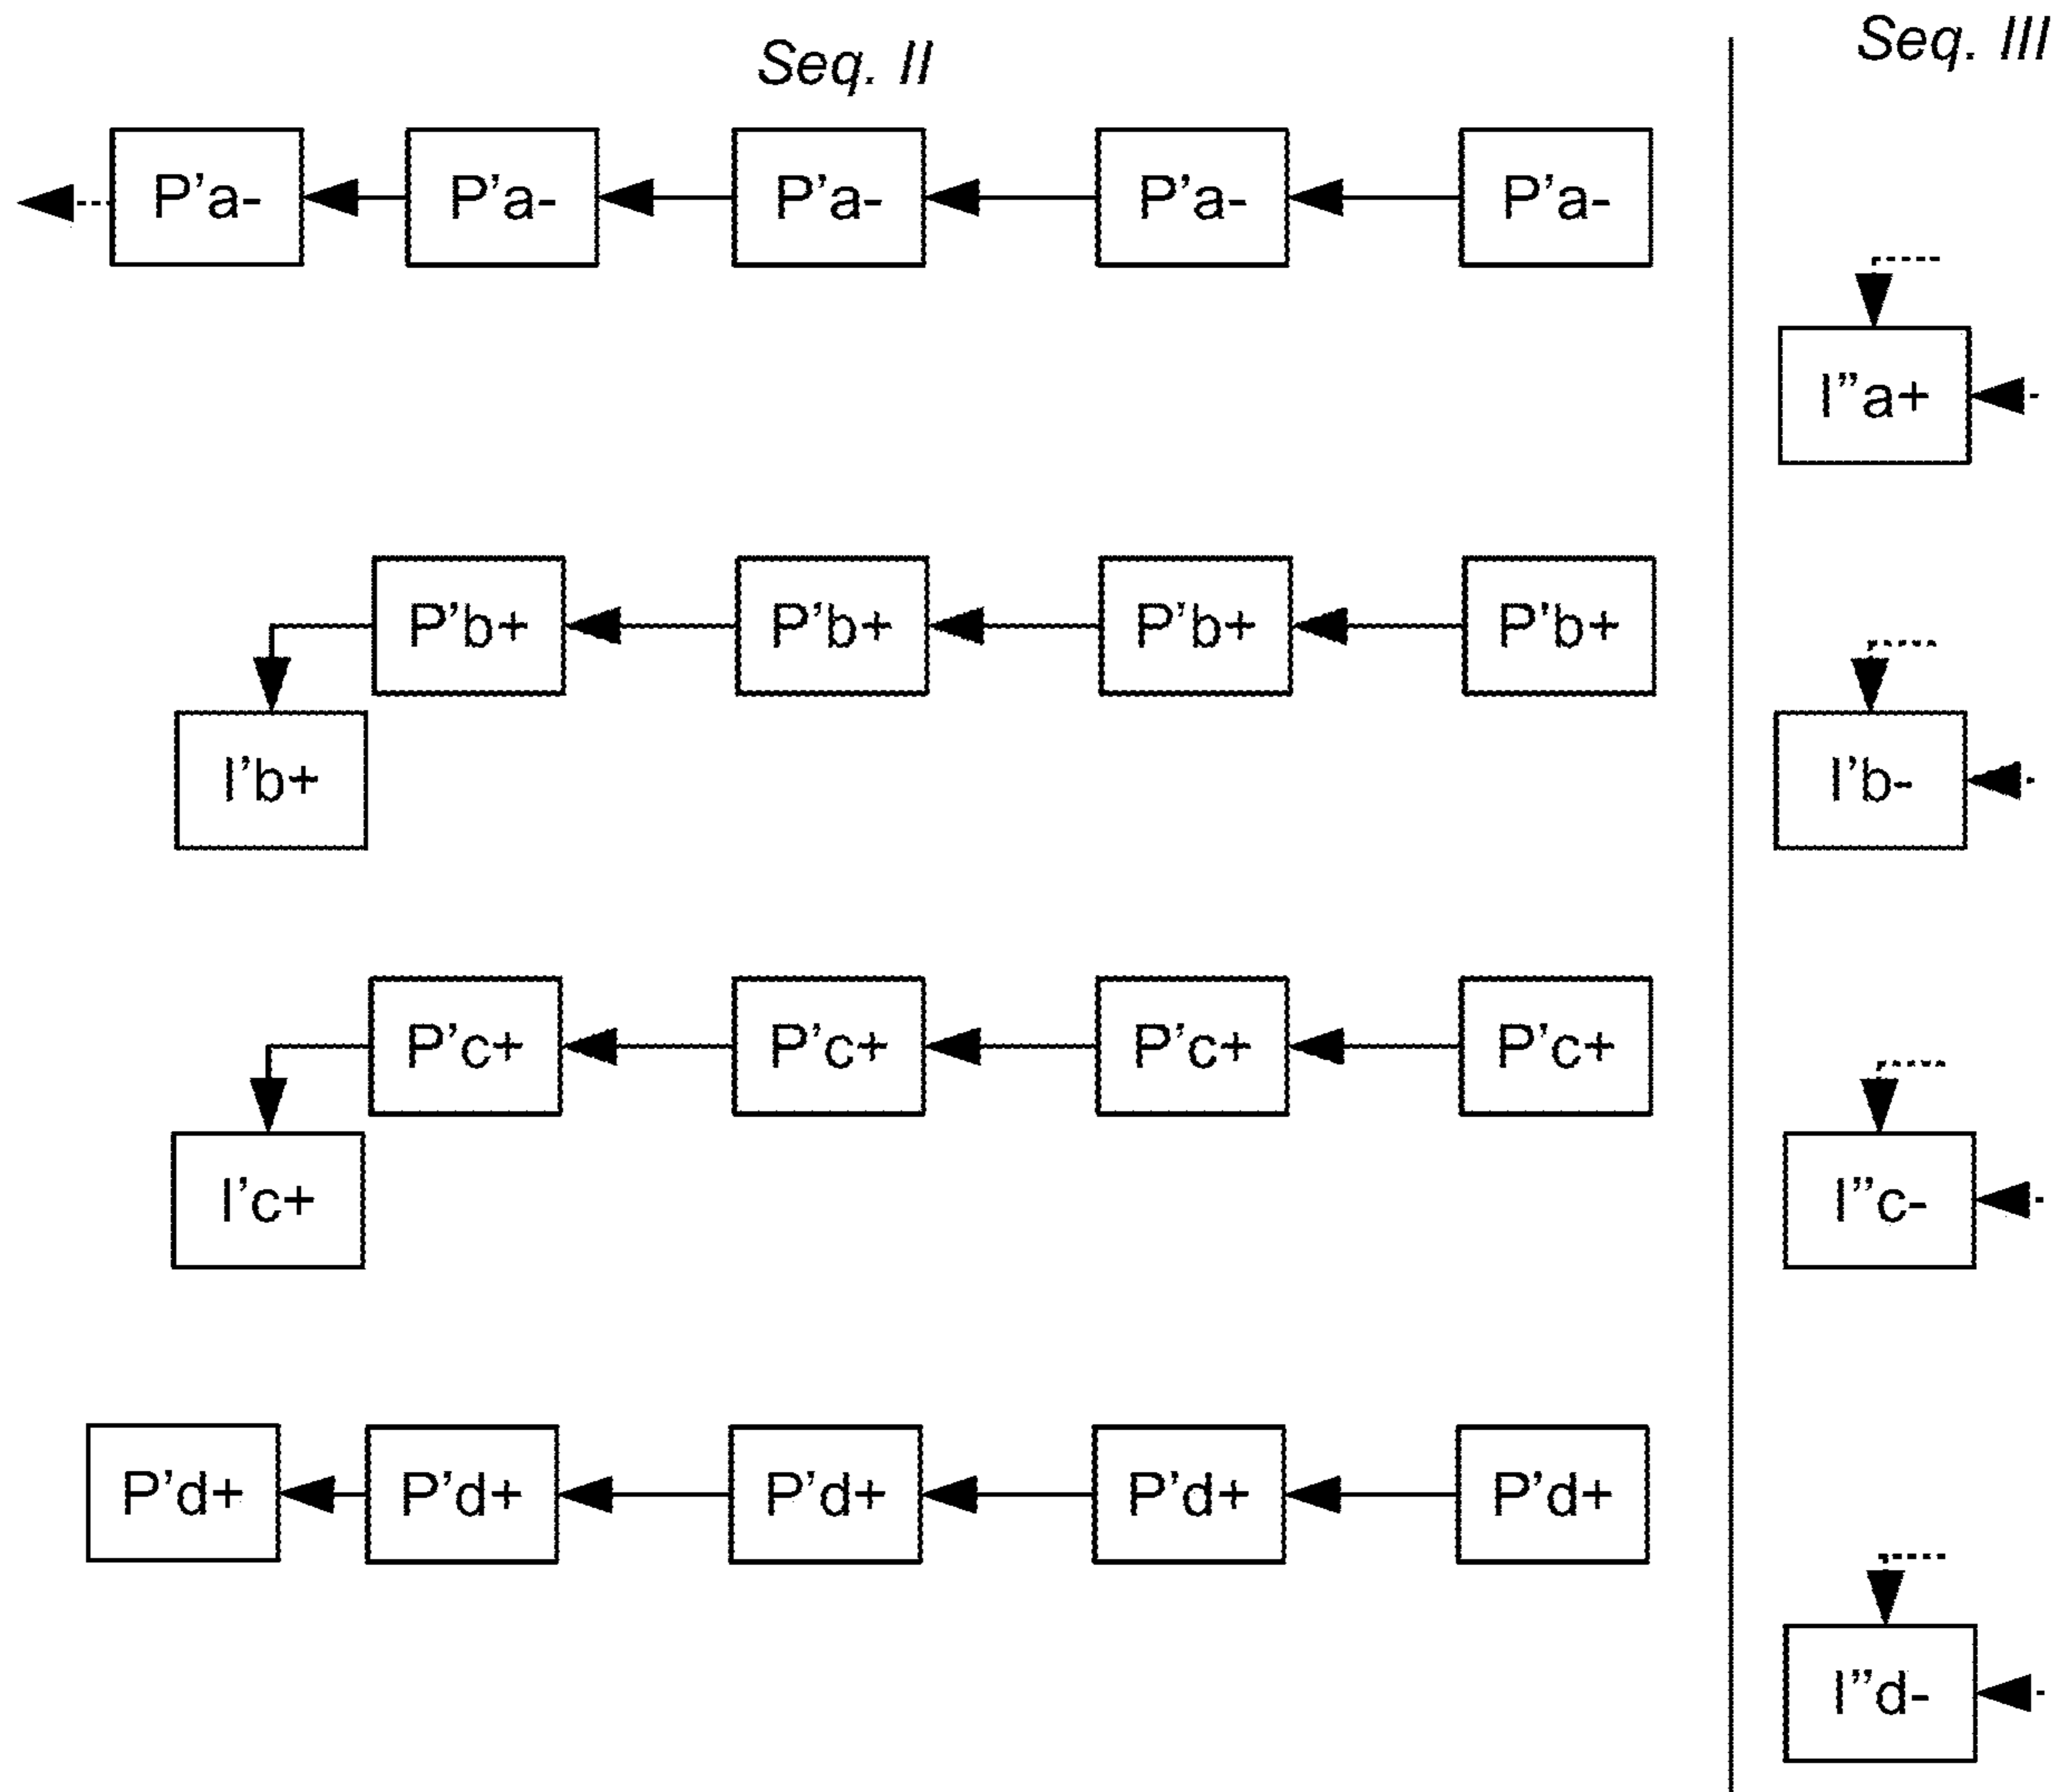 Seq. II
Seq. III
P’a- P’a- P’a- P’a- P’a-
I”a+
P’b+ P’b+ P’b+ P’b+
I’b+
I’b-
P’c+ P’c+ P’c+ P’c+
I’c+
I”c-
P’d+ P’d+ P’d+ P’d+ P’d+
I”d-